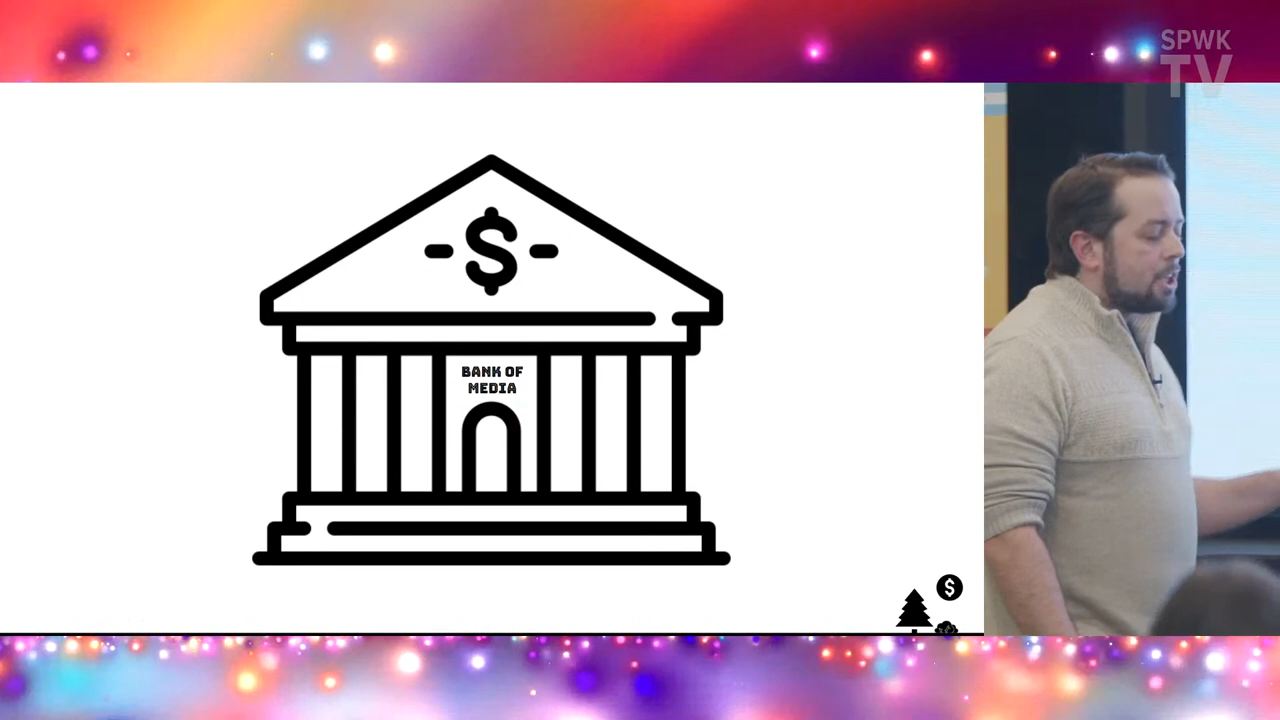 SPWK
TV
$
BANK OF
MEDIA
$